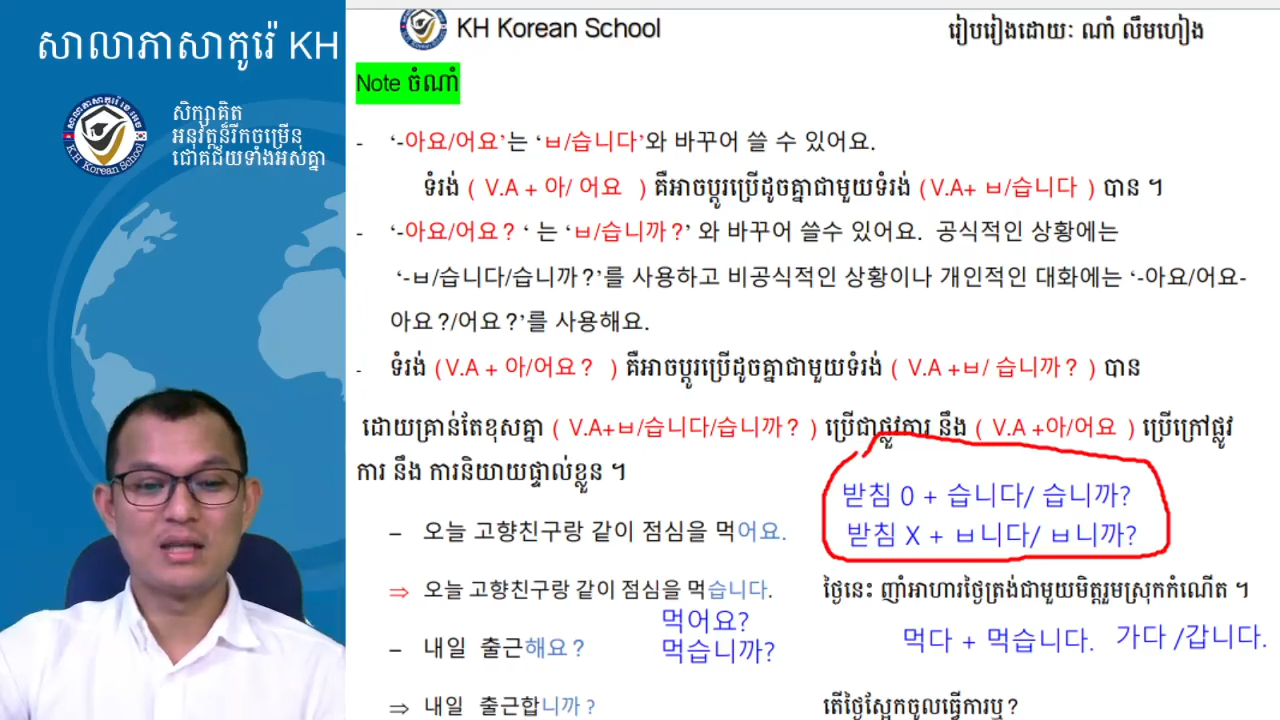 សាលាភាសាកូរ៉េ KH
សិក្សាគិត
អនុវត្តន៏រីកចម្រើន
ជោគជ័យទាំងអស់គ្នា
KH Korean School
រៀបរៀងដោយ: ណាំ លឹមហៀង
Note ចំណាំ
- ‘-아요/어요’는 ‘ㅂ/습니다’와 바꾸어 쓸 수 있어요.
ទំរង់ ( V.A + 아/ 어요 ) គឺអាចប្តូរប្រើដូចគ្នាជាមួយទំរង់ (V.A+ ㅂ/습니다 ) បាន ។
- ‘-아요/어요? ‘ 는 ‘ㅂ/습니까?’ 와 바꾸어 쓸수 있어요. 공식적인 상황에는
‘-ㅂ/습니다/습니까?’를 사용하고 비공식적인 상황이나 개인적인 대화에는 ‘-아요/어요-
아요?/어요?’를 사용해요.
- ទំរង់ (V.A + 아/어요? ) គឺអាចប្តូរប្រើដូចគ្នាជាមួយទំរង់ ( V.A +ㅂ/ 습니까? ) បាន
ដោយគ្រាន់តែខុសគ្នា ( V.A+ㅂ/습니다/습니까? ) ប្រើជាផ្លូវការ នឹង ( V.A +아/어요 ) ប្រើក្រៅផ្លូវ
ការ នឹង ការនិយាយផ្ទាល់ខ្លួន ។
받침 0 + 습니다/ 습니까?
받침 X + ㅂ니다/ ㅂ니까?
– 오늘 고향친구랑 같이 점심을 먹어요.
⇒ 오늘 고향친구랑 같이 점심을 먹습니다.
ថ្ងៃនេះ ញ៉ាំអាហារថ្ងៃត្រង់ជាមួយមិត្តរួមស្រុកកំណើត ។
먹어요?
먹습니까?
– 내일 출근해요?
먹다 + 먹습니다. 가다 /갑니다.
⇒ 내일 출근합니까?
តើថ្ងៃស្អែកចូលធ្វើការឬ?